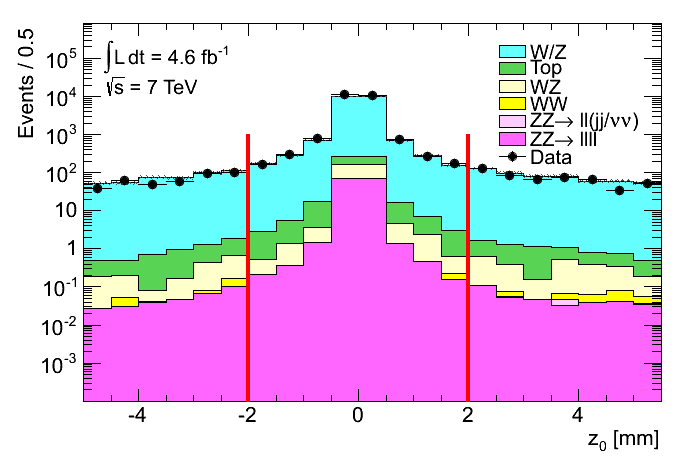 Events / 0.5
∫L dt = 4.6 fb⁻¹
√s = 7 TeV
W/Z
Top
WZ
WW
ZZ→ ll(jj/νν)
ZZ→ llll
Data
10⁵
10⁴
10³
10²
10
1
10⁻¹
10⁻²
10⁻³
-4 -2 0 2 4
z₀ [mm]